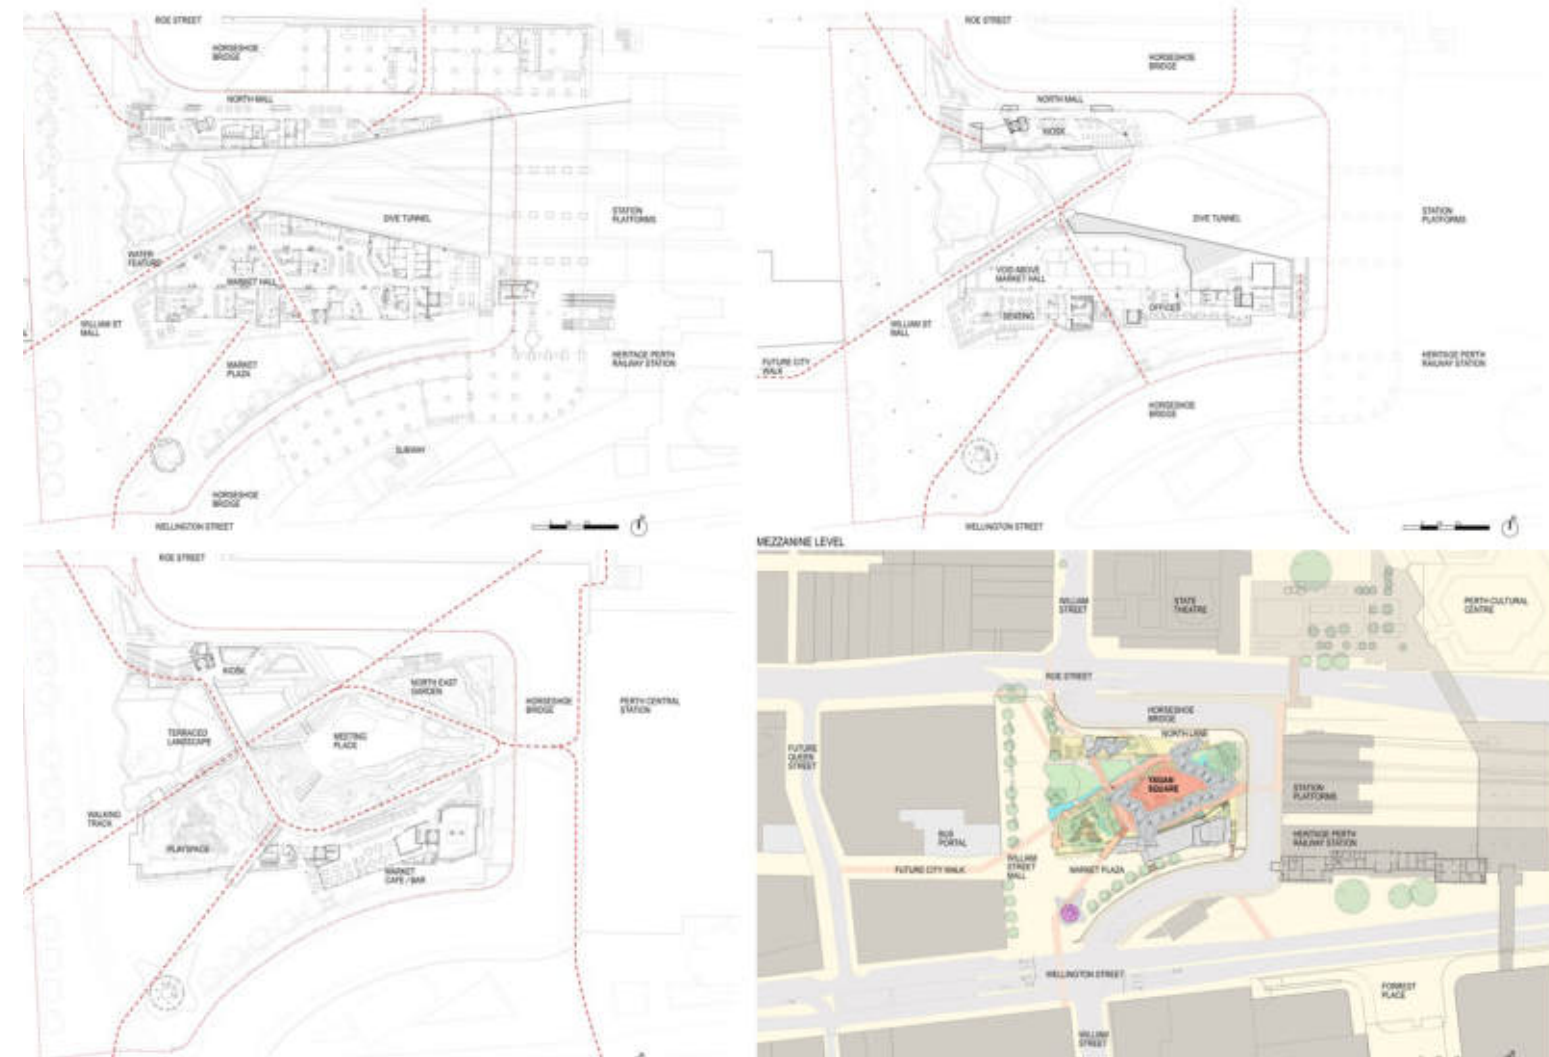 ROE STREET
HORSESHOE
BRIDGE
NORTH MALL
DIVE TUNNEL
STATION
PLATFORMS
WATER
FEATURE
MARKET HALL
WILLIAM ST
MALL
MARKET
PLAZA
HERITAGE PERTH
RAILWAY STATION
SUBWAY
HORSESHOE
BRIDGE
WELLINGTON STREET
ROE STREET
HORSESHOE
BRIDGE
NORTH MALL
KIOSK
DIVE TUNNEL
STATION
PLATFORMS
VOID ABOVE
MARKET HALL
SEATING
OFFICES
WILLIAM ST
MALL
FUTURE CITY
WALK
HERITAGE PERTH
RAILWAY STATION
HORSESHOE
BRIDGE
WELLINGTON STREET
MEZZANINE LEVEL
ROE STREET
KIOSK
NORTH EAST
GARDEN
HORSESHOE
BRIDGE
PERTH CENTRAL
STATION
TERRACED
LANDSCAPE
MEETING
PLACE
WALKING
TRACK
PLAYSPACE
MARKET
CAFE / BAR
WILLIAM
STREET
STATE
THEATRE
PERTH CULTURAL
CENTRE
ROE STREET
HORSESHOE
BRIDGE
NORTH LANE
FUTURE
QUEEN
STREET
YAGAN
SQUARE
STATION
PLATFORMS
BUS
PORTAL
HERITAGE PERTH
RAILWAY STATION
FUTURE CITY WALK
WILLIAM
STREET
MALL
MARKET PLAZA
WELLINGTON STREET
FORREST
PLACE
WILLIAM
STREET